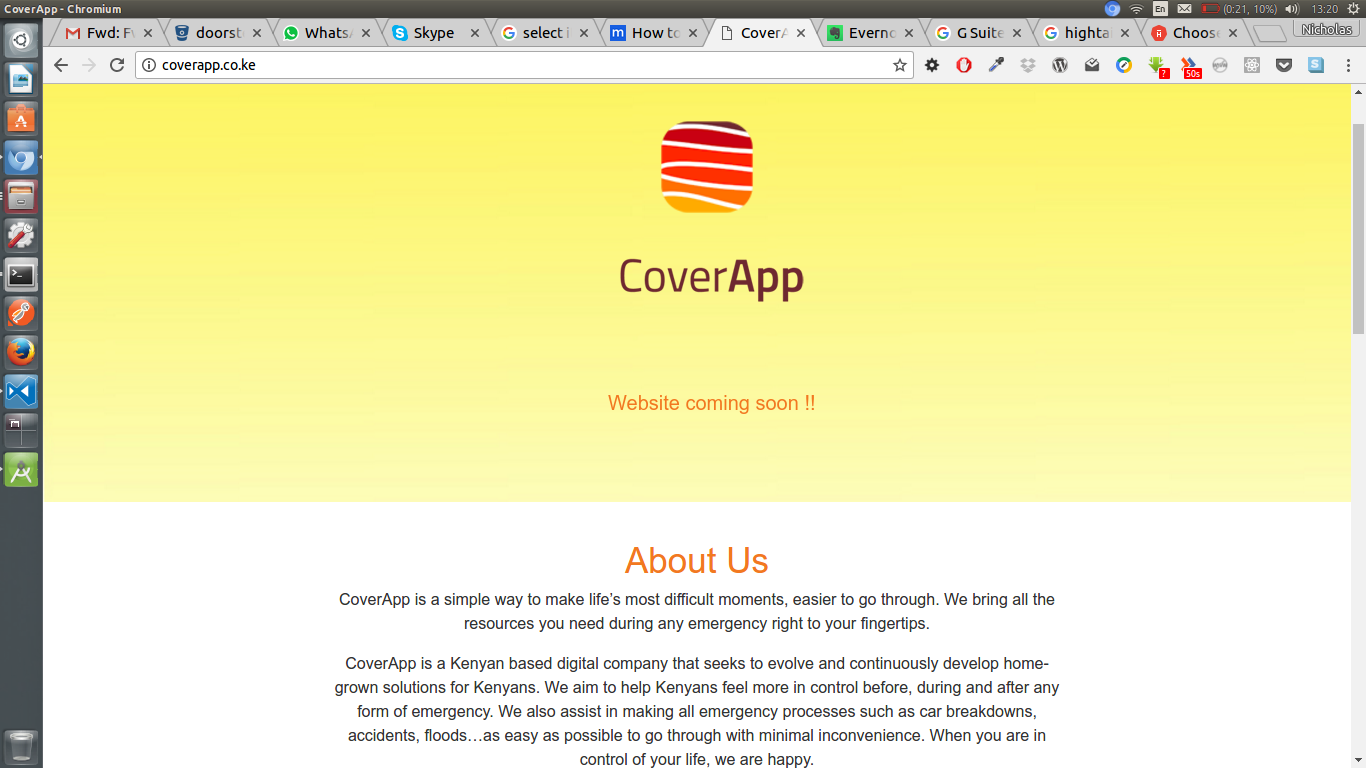 CoverApp - Chromium
En
(0:21, 10%)
13:20
Fwd: F
doorst
Whats
Skype
select i
How to
Cover
Everno
G Suite
highta
Choose
Nicholas
coverapp.co.ke
?
50s
CoverApp
Website coming soon !!
About Us
CoverApp is a simple way to make life’s most difficult moments, easier to go through. We bring all the
resources you need during any emergency right to your fingertips.
CoverApp is a Kenyan based digital company that seeks to evolve and continuously develop home-
grown solutions for Kenyans. We aim to help Kenyans feel more in control before, during and after any
form of emergency. We also assist in making all emergency processes such as car breakdowns,
accidents, floods…as easy as possible to go through with minimal inconvenience. When you are in
control of your life, we are happy.